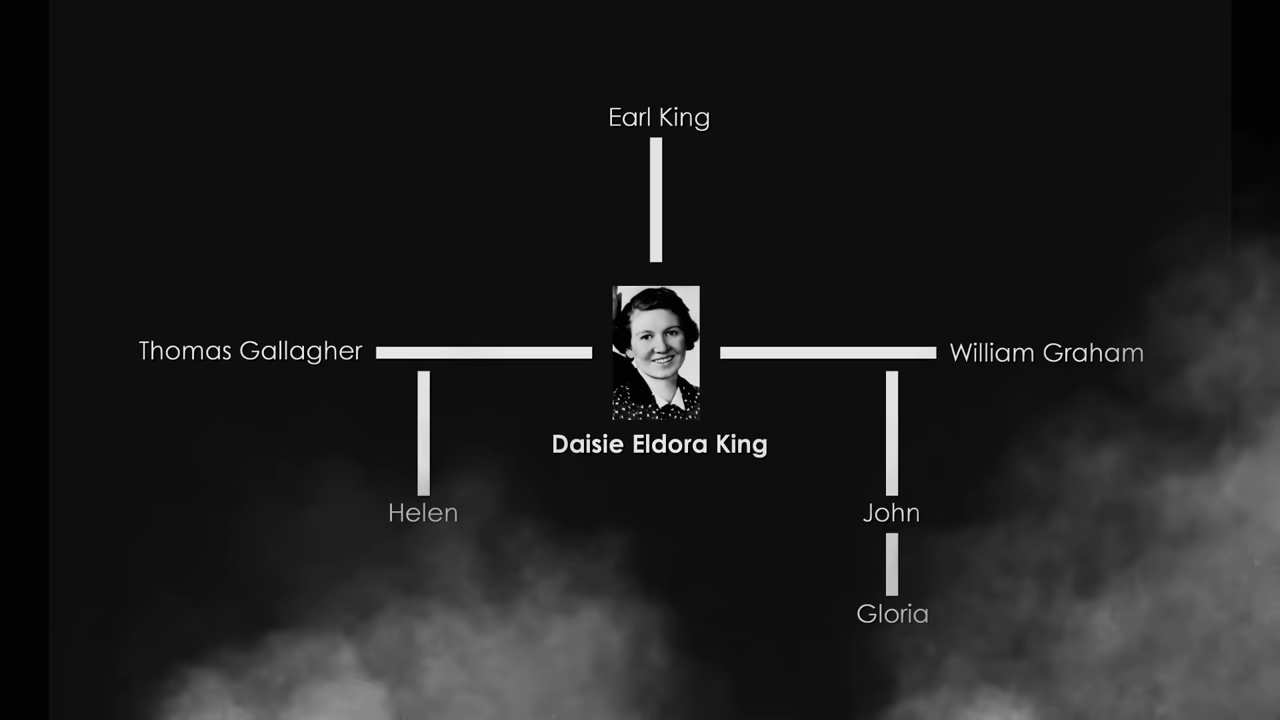 Earl King
Thomas Gallagher
William Graham
Daisie Eldora King
Helen
John
Gloria